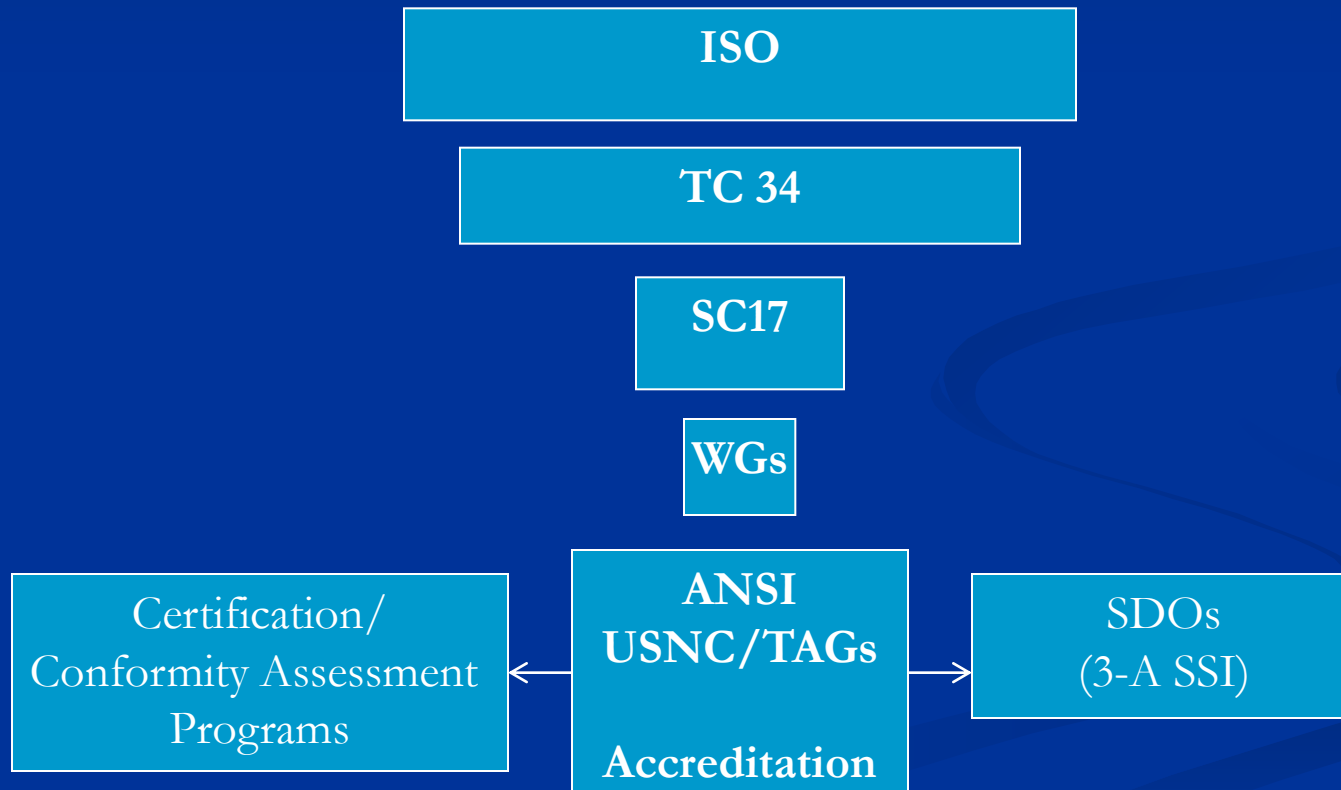 ISO
TC 34
SC17
WGs
Certification/
Conformity Assessment
Programs
ANSI
USNC/TAGs
Accreditation
SDOs
(3-A SSI)